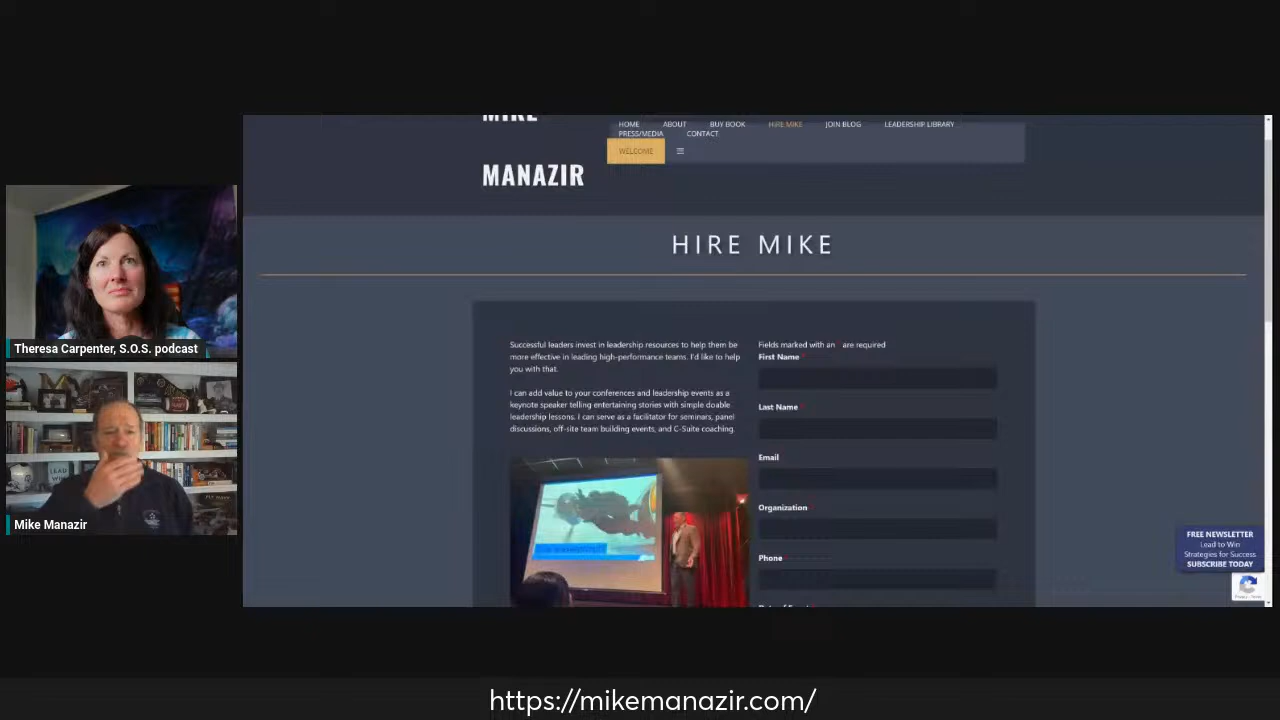 MIKE
MANAZIR
HOME ABOUT BUY BOOK HIRE MIKE JOIN BLOG LEADERSHIP LIBRARY
PRESS/MEDIA CONTACT
WELCOME
HIRE MIKE
Successful leaders invest in leadership resources to help them be
more effective in leading high-performance teams. I'd like to help
you with that.
I can add value to your conferences and leadership events as a
keynote speaker telling entertaining stories with simple doable
leadership lessons. I can serve as a facilitator for seminars, panel
discussions, off-site team building events, and C-Suite coaching.
Fields marked with an * are required
First Name *
Last Name *
Email
Organization *
Phone *
FREE NEWSLETTER
Lead to Win
Strategies for Success
SUBSCRIBE TODAY
Theresa Carpenter, S.O.S. podcast
LEAD
Mike Manazir
https://mikemanazir.com/